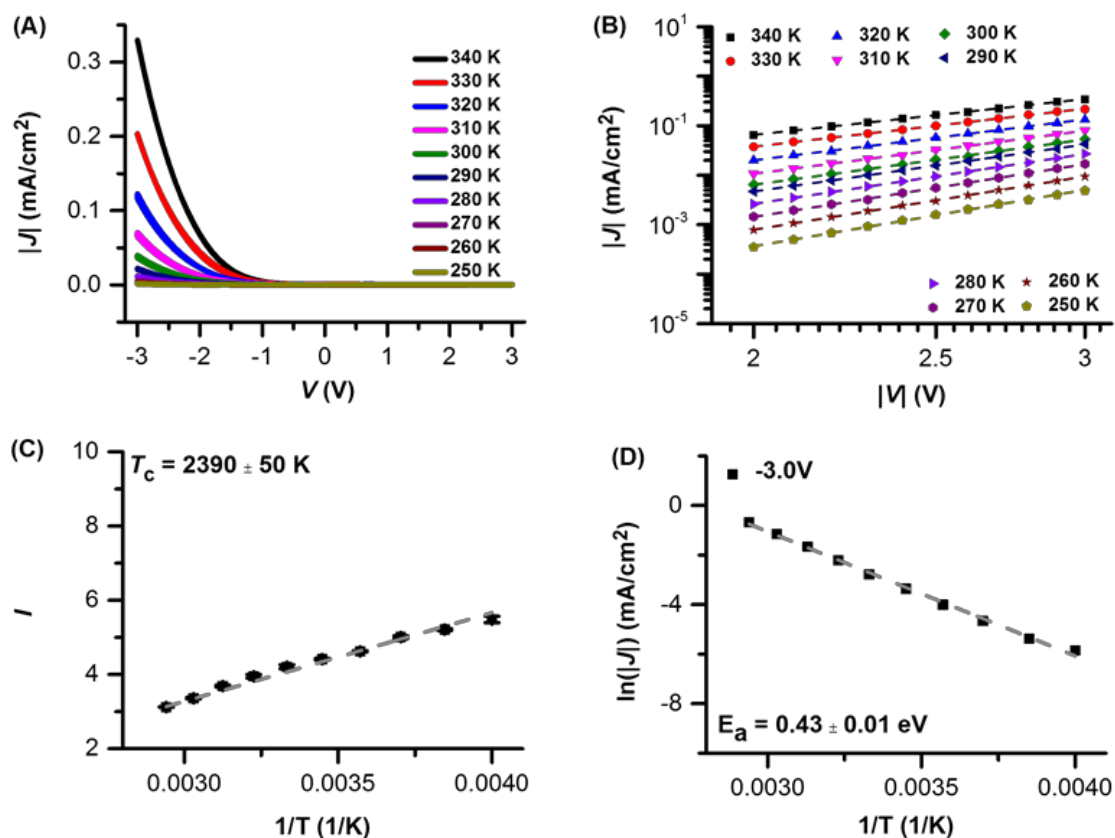 (A)
|J| (mA/cm²)
0.3
0.2
0.1
0.0
340 K
330 K
320 K
310 K
300 K
290 K
280 K
270 K
260 K
250 K
-3 -2 -1 0 1 2 3
V (V)
(B)
|J| (mA/cm²)
10¹
10⁻¹
10⁻³
10⁻⁵
340 K 320 K 300 K
330 K 310 K 290 K
280 K 260 K
270 K 250 K
2 2.5 3
|V| (V)
(C)
T_c = 2390 ± 50 K
l
10
8
6
4
2
0.0030 0.0035 0.0040
1/T (1/K)
(D)
-3.0V
ln(|J|) (mA/cm²)
0
-4
-8
E_a = 0.43 ± 0.01 eV
0.0030 0.0035 0.0040
1/T (1/K)